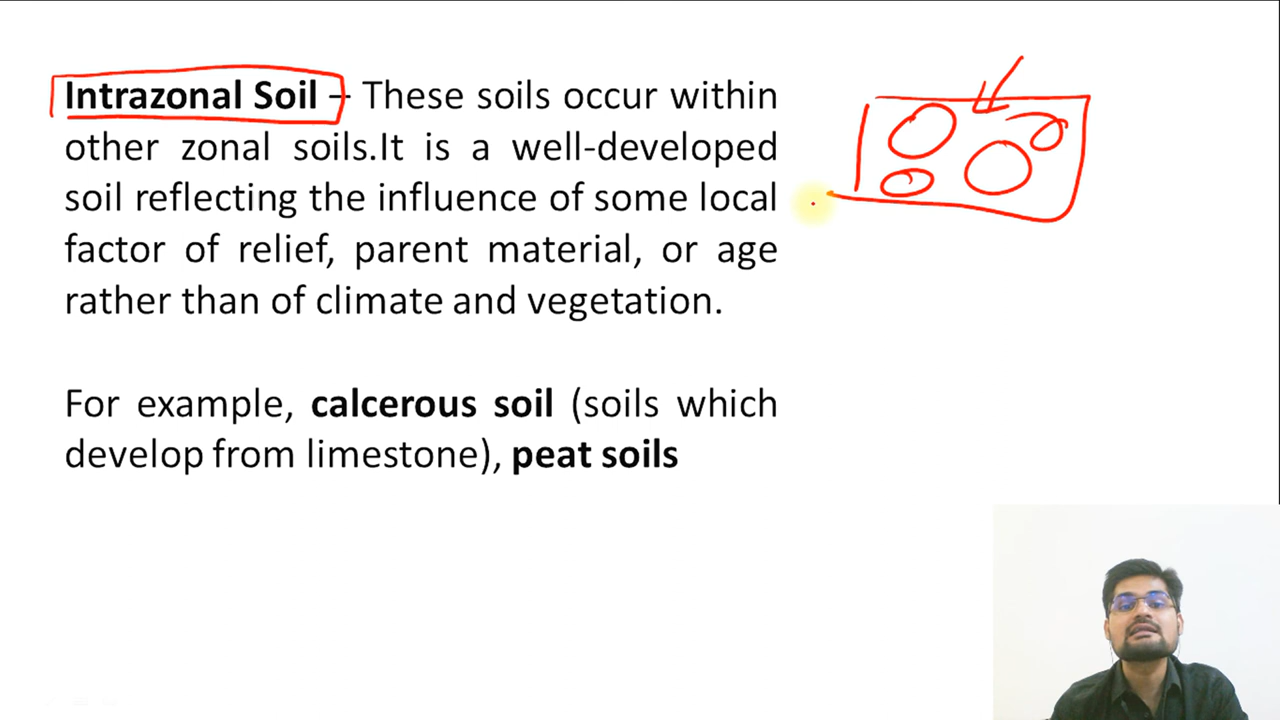 Intrazonal Soil – These soils occur within
other zonal soils.It is a well-developed
soil reflecting the influence of some local
factor of relief, parent material, or age
rather than of climate and vegetation.
For example, calcerous soil (soils which
develop from limestone), peat soils